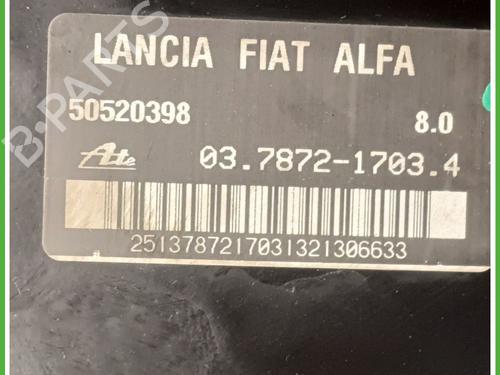 LANCIA FIAT ALFA
50520398 8.0
Ate 03.7872-1703.4
2513787217031321306633
B-PARTS